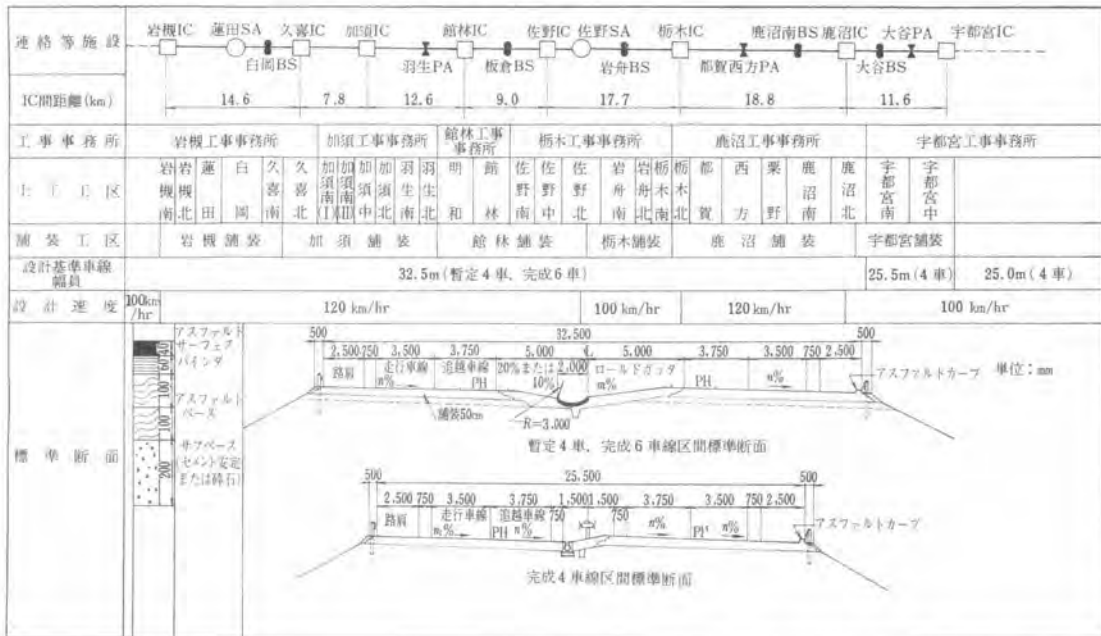 連絡等施設
岩槻IC 蓮田SA 久喜IC 加須IC 館林IC 佐野IC 佐野SA 栃木IC 鹿沼南BS 鹿沼IC 大谷PA 宇都宮IC
白岡BS 羽生PA 板倉BS 岩舟BS 都賀西方PA 大谷BS
IC間距離(km) 14.6 7.8 12.6 9.0 17.7 18.8 11.6
工事事務所 岩槻工事事務所 加須工事事務所 館林工事事務所 栃木工事事務所 鹿沼工事事務所 宇都宮工事事務所
土工工区 岩槻南 岩槻北 蓮田 白岡 久喜南 久喜北 加須南(I) 加須南(II) 加須中 加須北 羽生南 羽生北 明和 館林 佐野南 佐野中 佐野北 岩舟南 岩舟北 栃木南 栃木北 都賀 西方 粟野 鹿沼南 鹿沼北 宇都宮南 宇都宮中
舗装工区 岩槻舗装 加須舗装 館林舗装 栃木舗装 鹿沼舗装 宇都宮舗装
設計基準車線幅員 32.5m(暫定4車、完成6車) 25.5m(4車) 25.0m(4車)
設計速度 100km/hr 120 km/hr 100 km/hr 120 km/hr 100 km/hr
標準断面
アスファルト
サーフェス
バインダ
アスファルト
ベース
サブベース
(セメント安定
または砕石)
40
60
100
100
200
500 32.500 500
2,500 750 3,500 3,750 5,000 2,000 5,000 3,750 3,500 750 2,500
路肩 走行車線 追越車線 20%または ロールドガッタ アスファルトカーブ 単位:mm
n% PH 10% m% PH n%
舗装50cm
R=3.000
暫定4車、完成6車線区間標準断面
500 25.500 500
2,500 750 3,500 3,750 1,500 1,500 3,750 3,500 750 2,500
路肩 走行車線 追越車線 750 750 アスファルトカーブ
n% PH n% n% PH n%
完成4車線区間標準断面